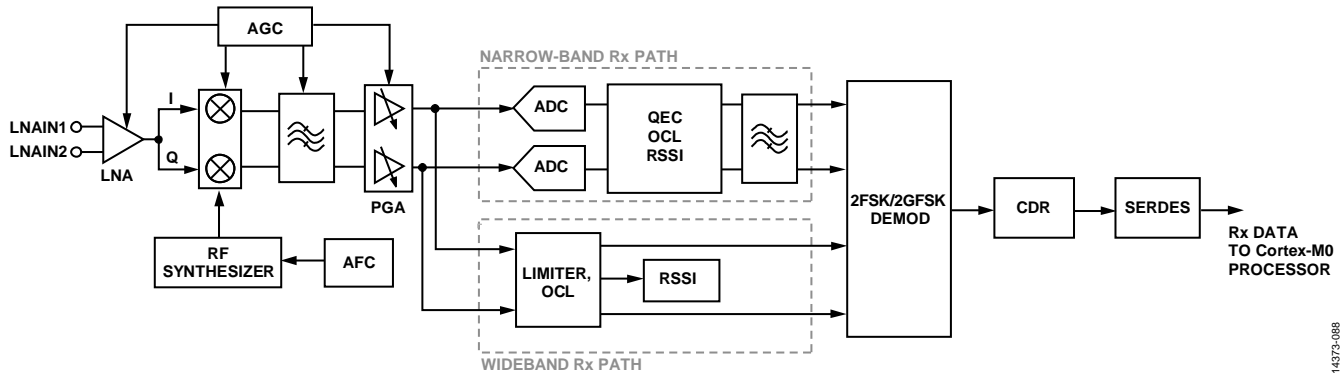 AGC
LNAIN1
LNAIN2
LNA
I
Q
PGA
RF
SYNTHESIZER
AFC
NARROW-BAND Rx PATH
ADC
ADC
QEC
OCL
RSSI
WIDEBAND Rx PATH
LIMITER,
OCL
RSSI
2FSK/2GFSK
DEMOD
CDR
SERDES
Rx DATA
TO Cortex-M0
PROCESSOR
14373-088